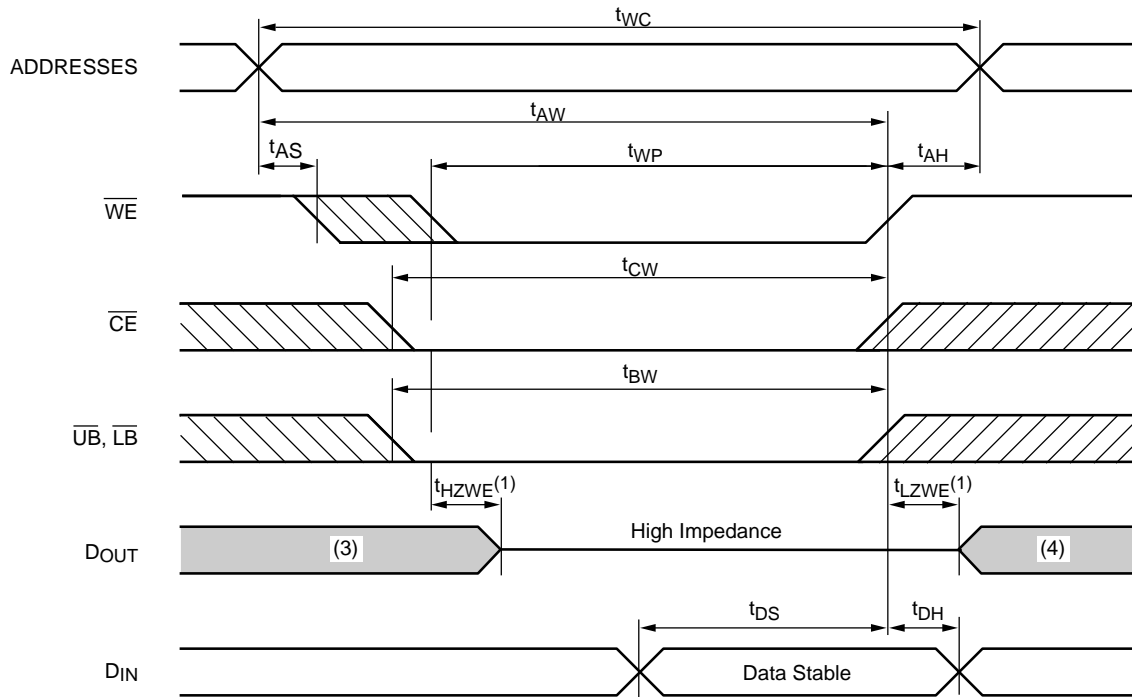 tWC
ADDRESSES
tAW
tAS
tWP
tAH
WE
tCW
CE
tBW
UB, LB
tHZWE(1)
tLZWE(1)
DOUT
(3)
High Impedance
(4)
tDS
tDH
DIN
Data Stable